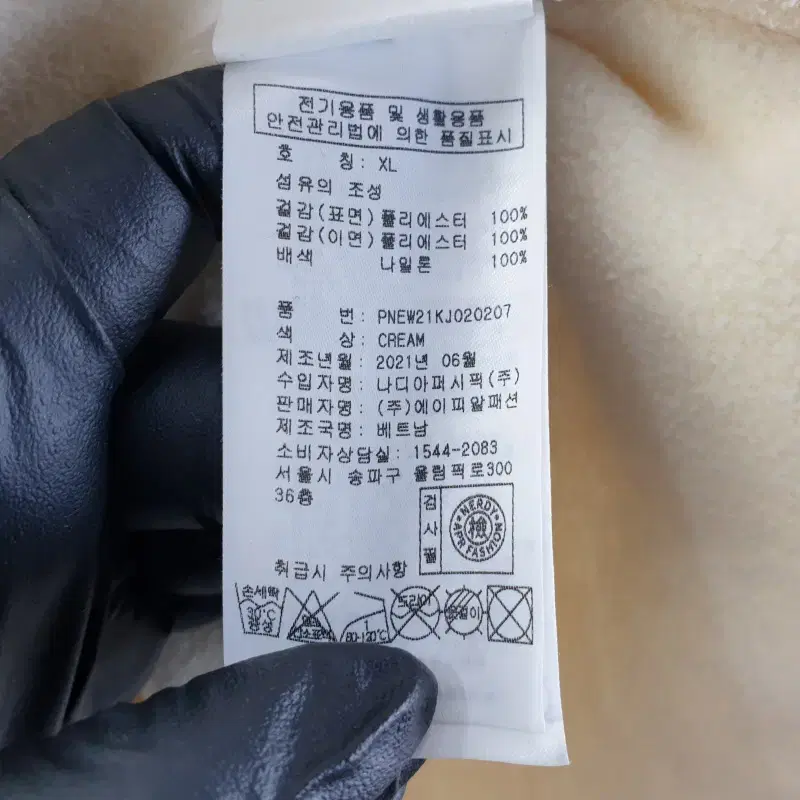 전기용품 및 생활용품
안전관리법에 의한 품질표시
호 칭: XL
섬유의 조성
겉감(표면) 폴리에스터 100%
겉감(이면) 폴리에스터 100%
배색 나일론 100%
품 번: PNEW21KJ020207
색 상: CREAM
제조년월: 2021년 06월
수입자명: 나디아퍼시픽(주)
판매자명: (주)에이피알패션
제조국명: 베트남
소비자상담실: 1544-2083
서울시 송파구 올림픽로300
36층
검사필
NERDY
檢
APR FASHION
취급시 주의사항
손세탁
30℃
중성
염소표백
드라이
80-120℃